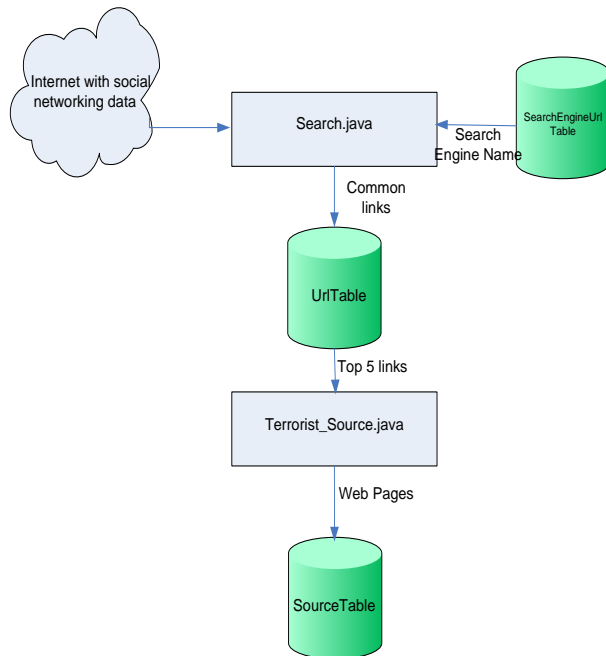 Internet with social
networking data
Search.java
SearchEngineUrl
Table
Search
Engine Name
Common
links
UrlTable
Top 5 links
Terrorist_Source.java
Web Pages
SourceTable